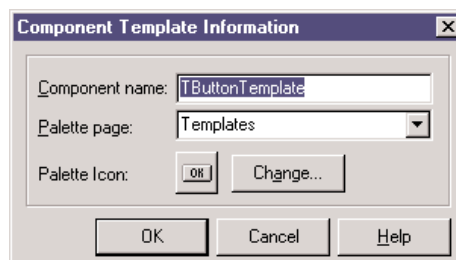 Component Template Information
Component name: TButtonTemplate
Palette page: Templates
Palette Icon: OK Change...
OK Cancel Help